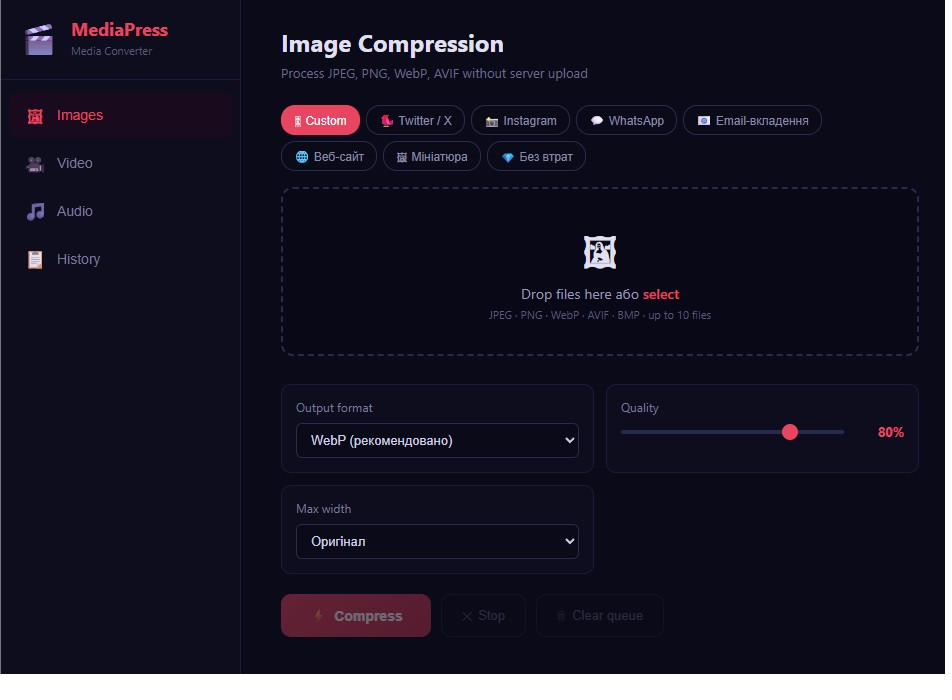 MediaPress
Media Converter
Images
Video
Audio
History
Image Compression
Process JPEG, PNG, WebP, AVIF without server upload
Custom
Twitter / X
Instagram
WhatsApp
Email-вкладення
Веб-сайт
Мініатюра
Без втрат
Drop files here або select
JPEG · PNG · WebP · AVIF · BMP · up to 10 files
Output format
WebP (рекомендовано)
Quality
80%
Max width
Оригінал
Compress
Stop
Clear queue